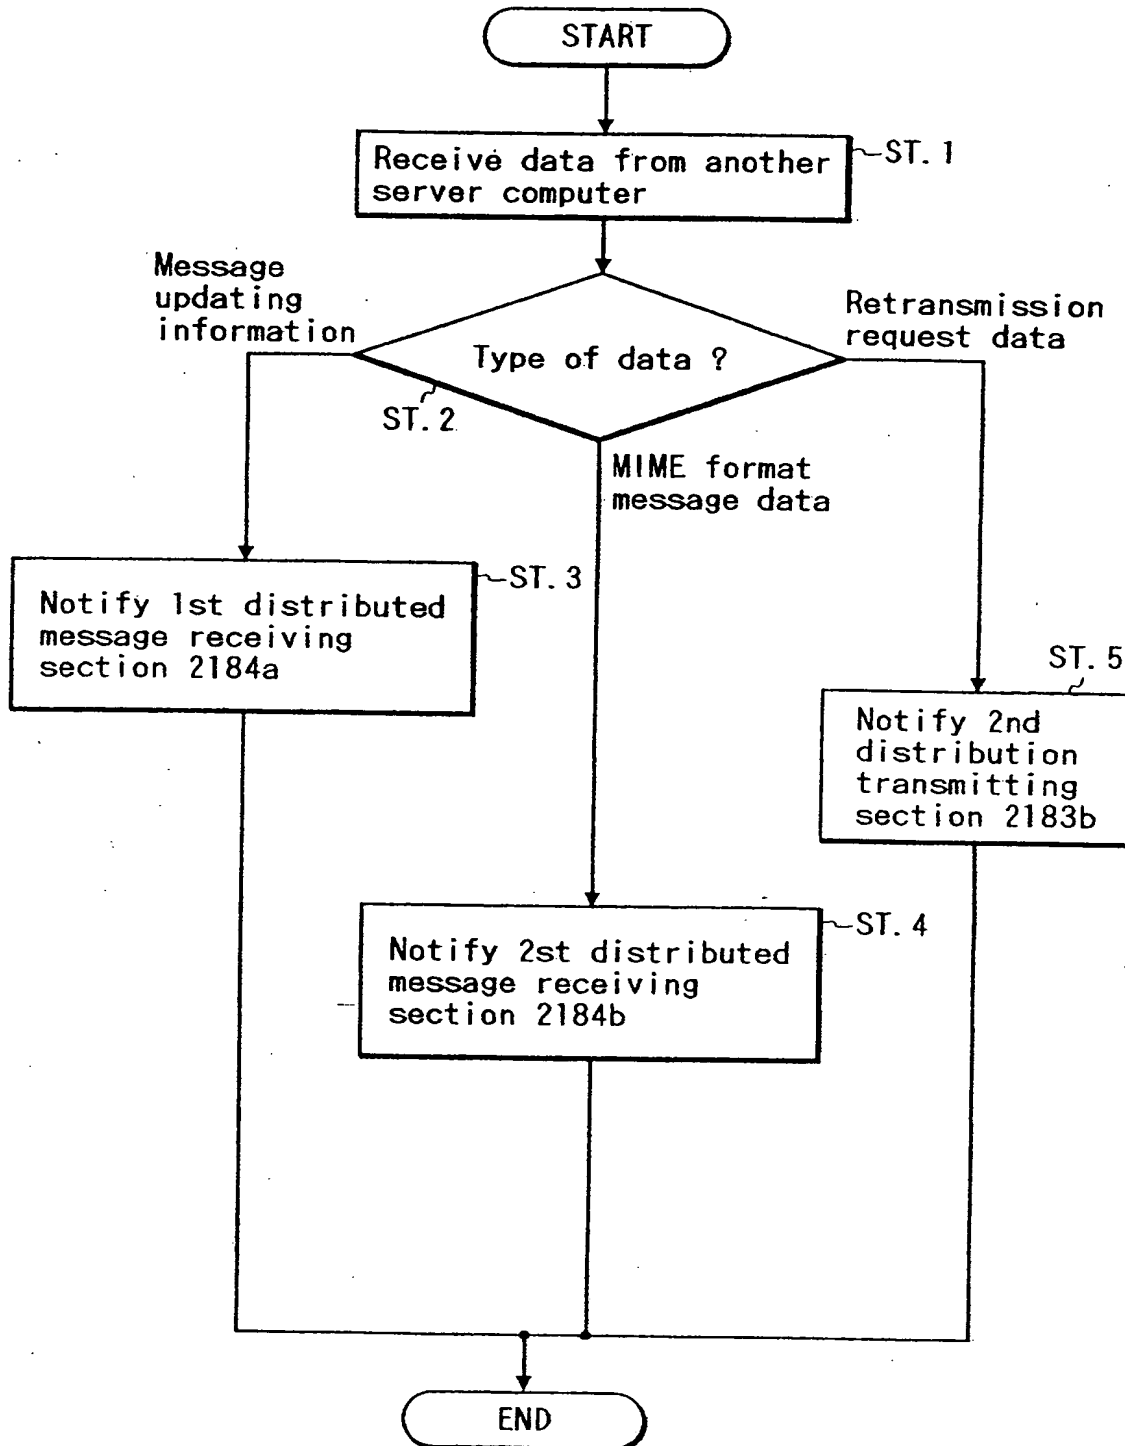 START
Receive data from another
server computer
ST. 1
Message
updating
information
Retransmission
request data
Type of data ?
ST. 2
MIME format
message data
Notify 1st distributed
message receiving
section 2184a
ST. 3
ST. 5
Notify 2nd
distribution
transmitting
section 2183b
ST. 4
Notify 2st distributed
message receiving
section 2184b
END